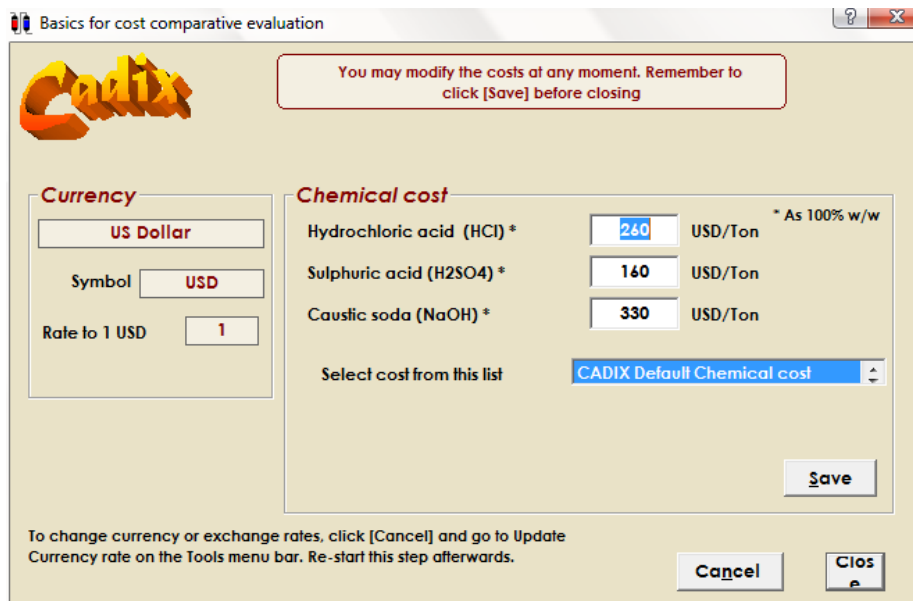 Basics for cost comparative evaluation
Cadix
You may modify the costs at any moment. Remember to
click [Save] before closing
Currency
US Dollar
Symbol USD
Rate to 1 USD 1
Chemical cost
* As 100% w/w
Hydrochloric acid (HCl) * 260 USD/Ton
Sulphuric acid (H2SO4) * 160 USD/Ton
Caustic soda (NaOH) * 330 USD/Ton
Select cost from this list CADIX Default Chemical cost
Save
To change currency or exchange rates, click [Cancel] and go to Update
Currency rate on the Tools menu bar. Re-start this step afterwards.
Cancel
Clos
e